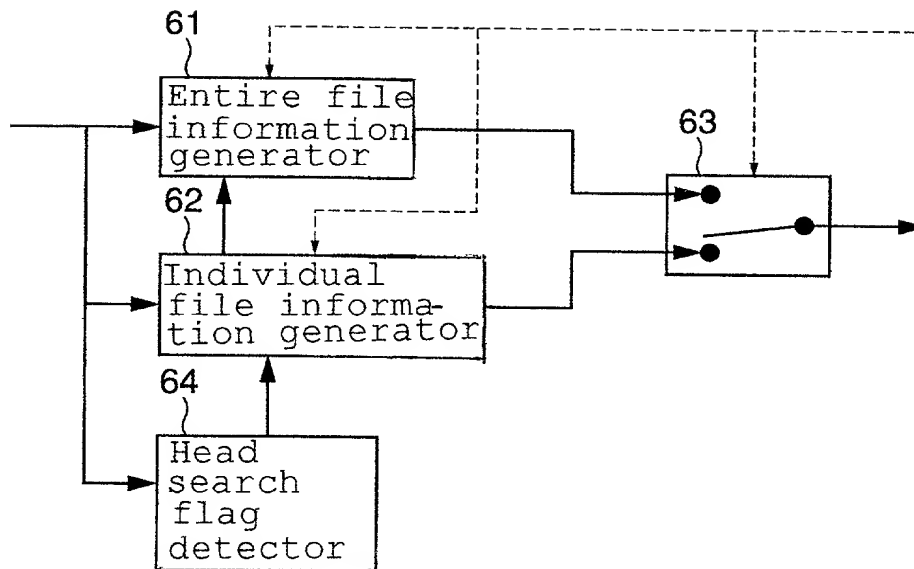 61
Entire file
information
generator
63
62
Individual
file informa-
tion generator
64
Head
search
flag
detector